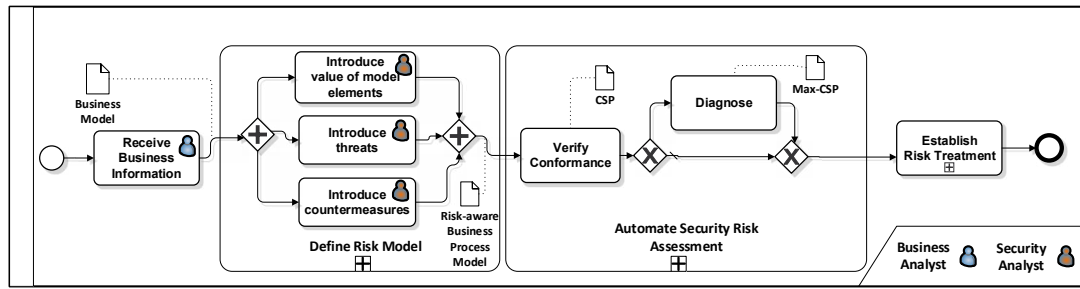 Business
Model
Receive
Business
Information
Introduce
value of model
elements
Introduce
threats
Introduce
countermeasures
Risk-aware
Business
Process
Model
Define Risk Model
Verify
Conformance
CSP
Diagnose
Max-CSP
Automate Security Risk
Assessment
Establish
Risk Treatment
Business
Analyst
Security
Analyst